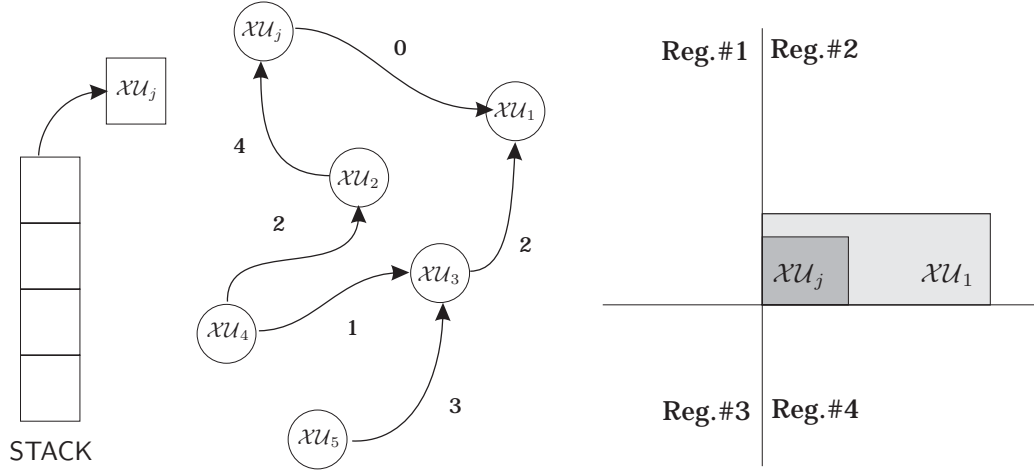 𝒳𝒰_j
STACK
𝒳𝒰_j
0
𝒳𝒰_1
4
𝒳𝒰_2
2
2
𝒳𝒰_3
𝒳𝒰_4
1
3
𝒳𝒰_5
Reg.#1
Reg.#2
𝒳𝒰_j
𝒳𝒰_1
Reg.#3
Reg.#4